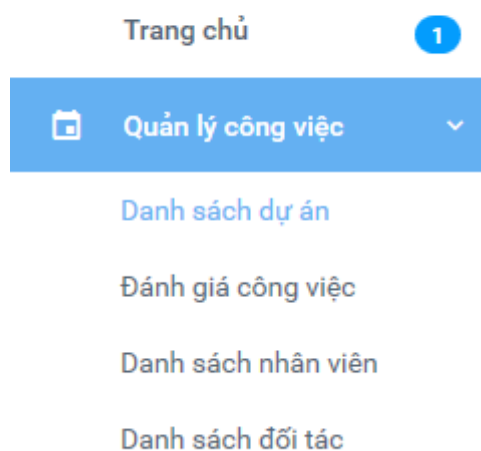 Trang chủ 1
Quản lý công việc
Danh sách dự án
Đánh giá công việc
Danh sách nhân viên
Danh sách đối tác